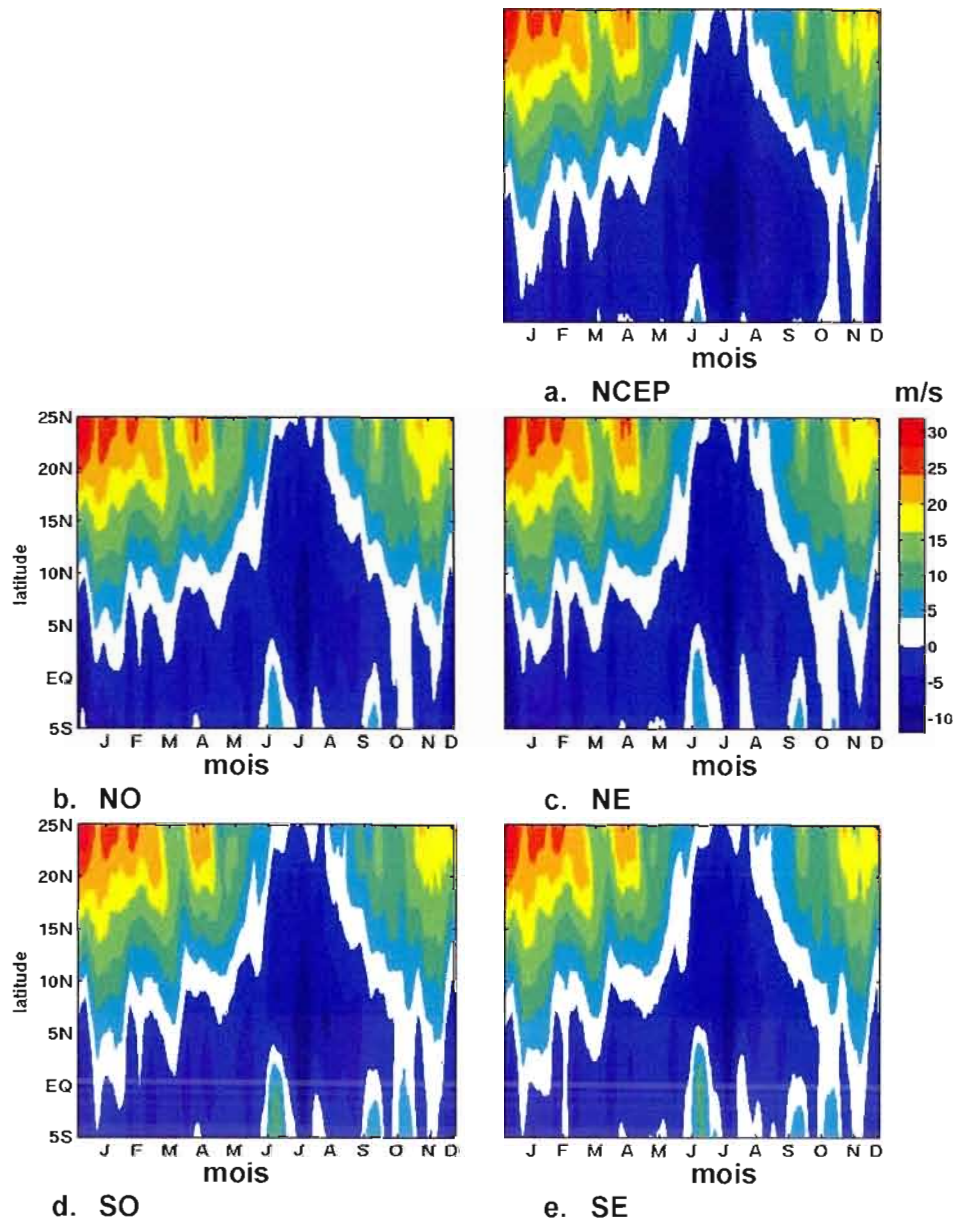 J F M A M J J A S O N D
mois
a. NCEP
m/s
25N
20N
15N
10N
5N
EQ
5S
latitude
J F M A M J J A S O N D
mois
b. NO
J F M A M J J A S O N D
mois
c. NE
30
25
20
15
10
5
0
-5
-10
25N
20N
15N
10N
5N
EQ
5S
latitude
J F M A M J J A S O N D
mois
d. SO
J F M A M J J A S O N D
mois
e. SE